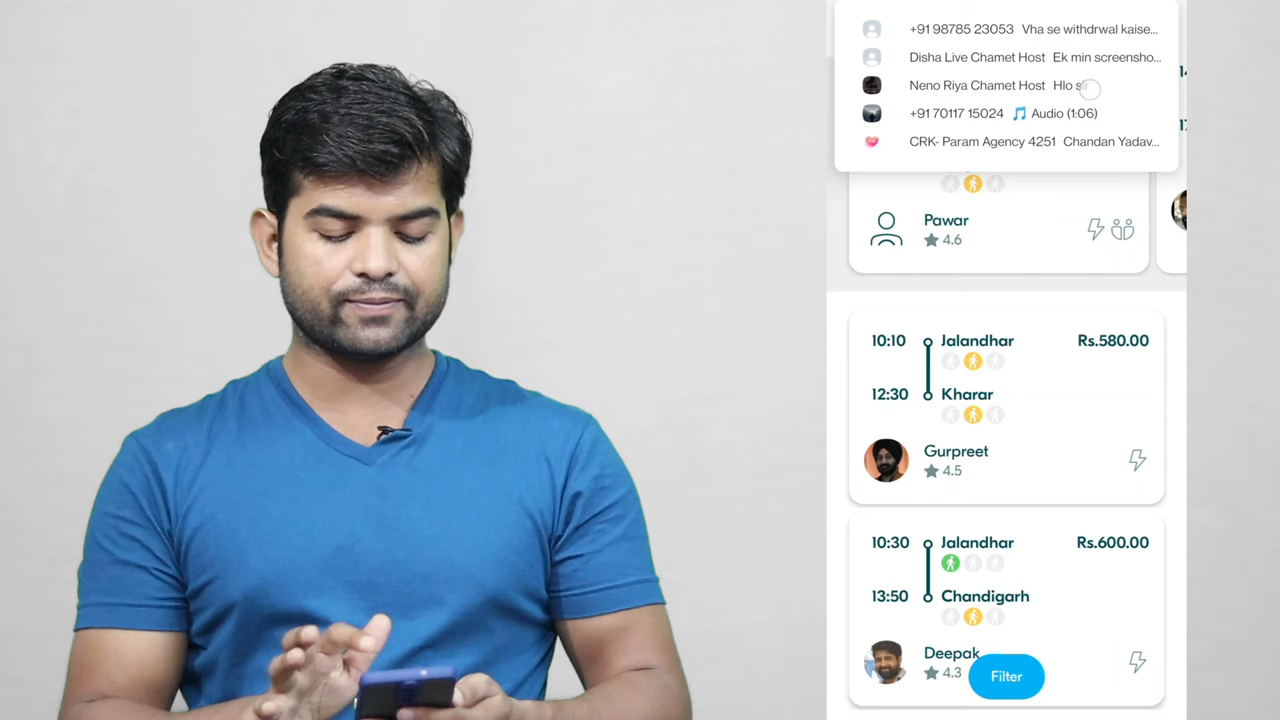 +91 98785 23053 Vha se withdrwal kaise...
Disha Live Chamet Host Ek min screensho...
Neno Riya Chamet Host Hlo sir
+91 70117 15024 🎵 Audio (1:06)
CRK- Param Agency 4251 Chandan Yadav...
Pawar
4.6
10:10 Jalandhar Rs.580.00
12:30 Kharar
Gurpreet
4.5
10:30 Jalandhar Rs.600.00
13:50 Chandigarh
Deepak
4.3
Filter